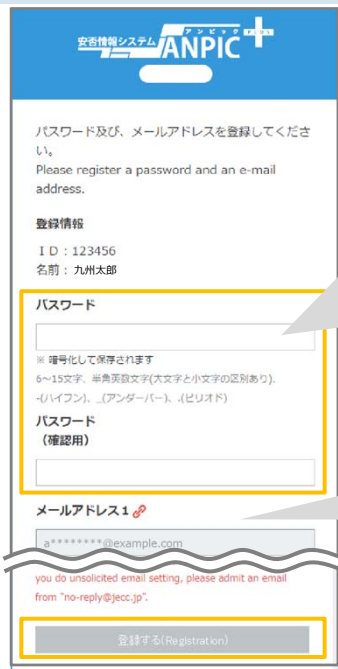 安否情報システム
アンピック PLUS
ANPIC
パスワード及び、メールアドレスを登録してくださ
い。
Please register a password and an e-mail
address.
登録情報
ID：123456
名前：九州太郎
パスワード
※ 暗号化して保存されます
6～15文字、半角英数文字(大文字と小文字の区別あり)、
-(ハイフン)、_(アンダーバー)、.(ピリオド)
パスワード
（確認用）
メールアドレス１
a********@example.com
you do unsolicited email setting, please admit an email
from "no-reply@jecc.jp".
登録する(Registration)